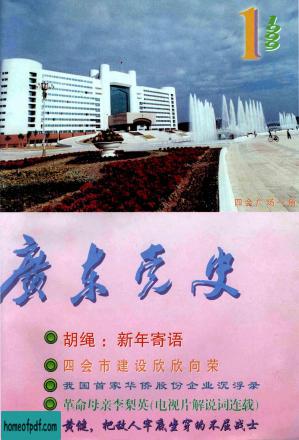 1
1999
四会广场一角
廣东党史
胡绳：新年寄语
四会市建设欣欣向荣
我国首家华侨股份企业沉浮录
革命母亲李梨英(电视片解说词连载)
黄健，把敌人牢底坐穿的不屈战士
homeofpdf.com